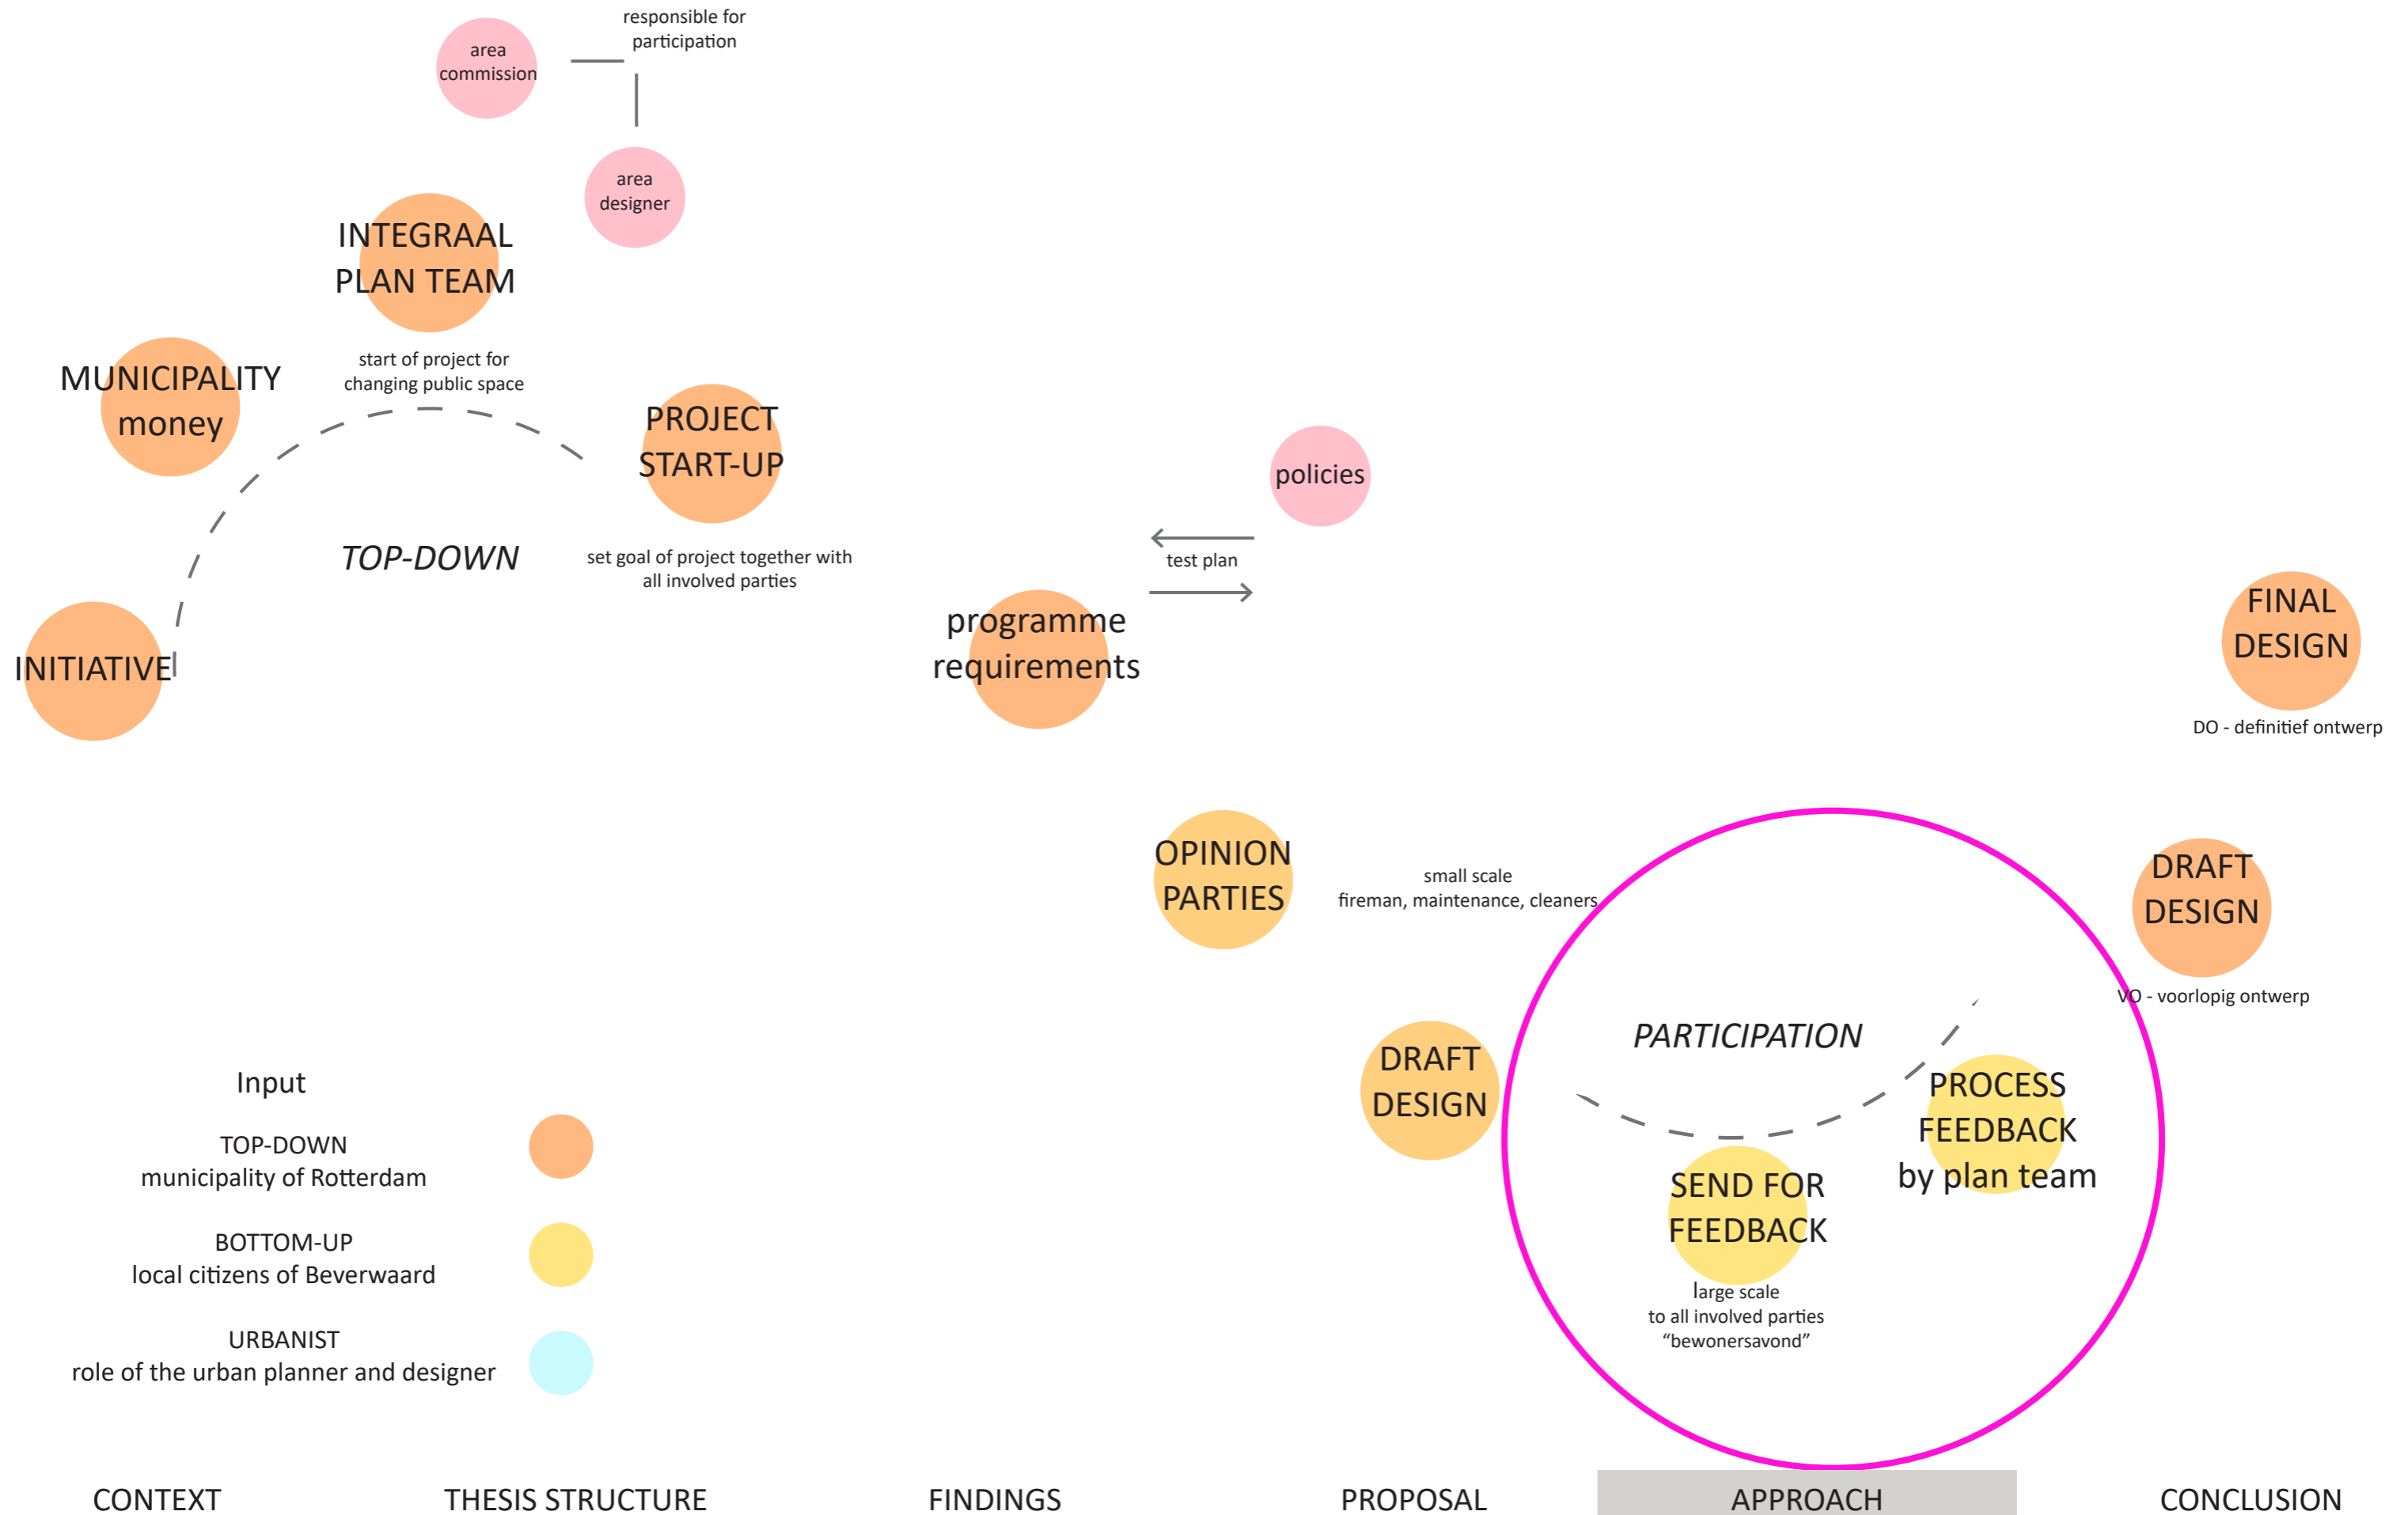 responsible for
participation
area
commission
area
designer
INTEGRAAL
PLAN TEAM
start of project for
changing public space
MUNICIPALITY
money
PROJECT
START-UP
set goal of project together with
all involved parties
TOP-DOWN
INITIATIVE
policies
test plan
programme
requirements
FINAL
DESIGN
DO - definitief ontwerp
OPINION
PARTIES
small scale
fireman, maintenance, cleaners
DRAFT
DESIGN
VO - voorlopig ontwerp
DRAFT
DESIGN
PARTICIPATION
PROCESS
FEEDBACK
by plan team
SEND FOR
FEEDBACK
large scale
to all involved parties
“bewonersavond”
Input
TOP-DOWN
municipality of Rotterdam
BOTTOM-UP
local citizens of Beverwaard
URBANIST
role of the urban planner and designer
CONTEXT
THESIS STRUCTURE
FINDINGS
PROPOSAL
APPROACH
CONCLUSION